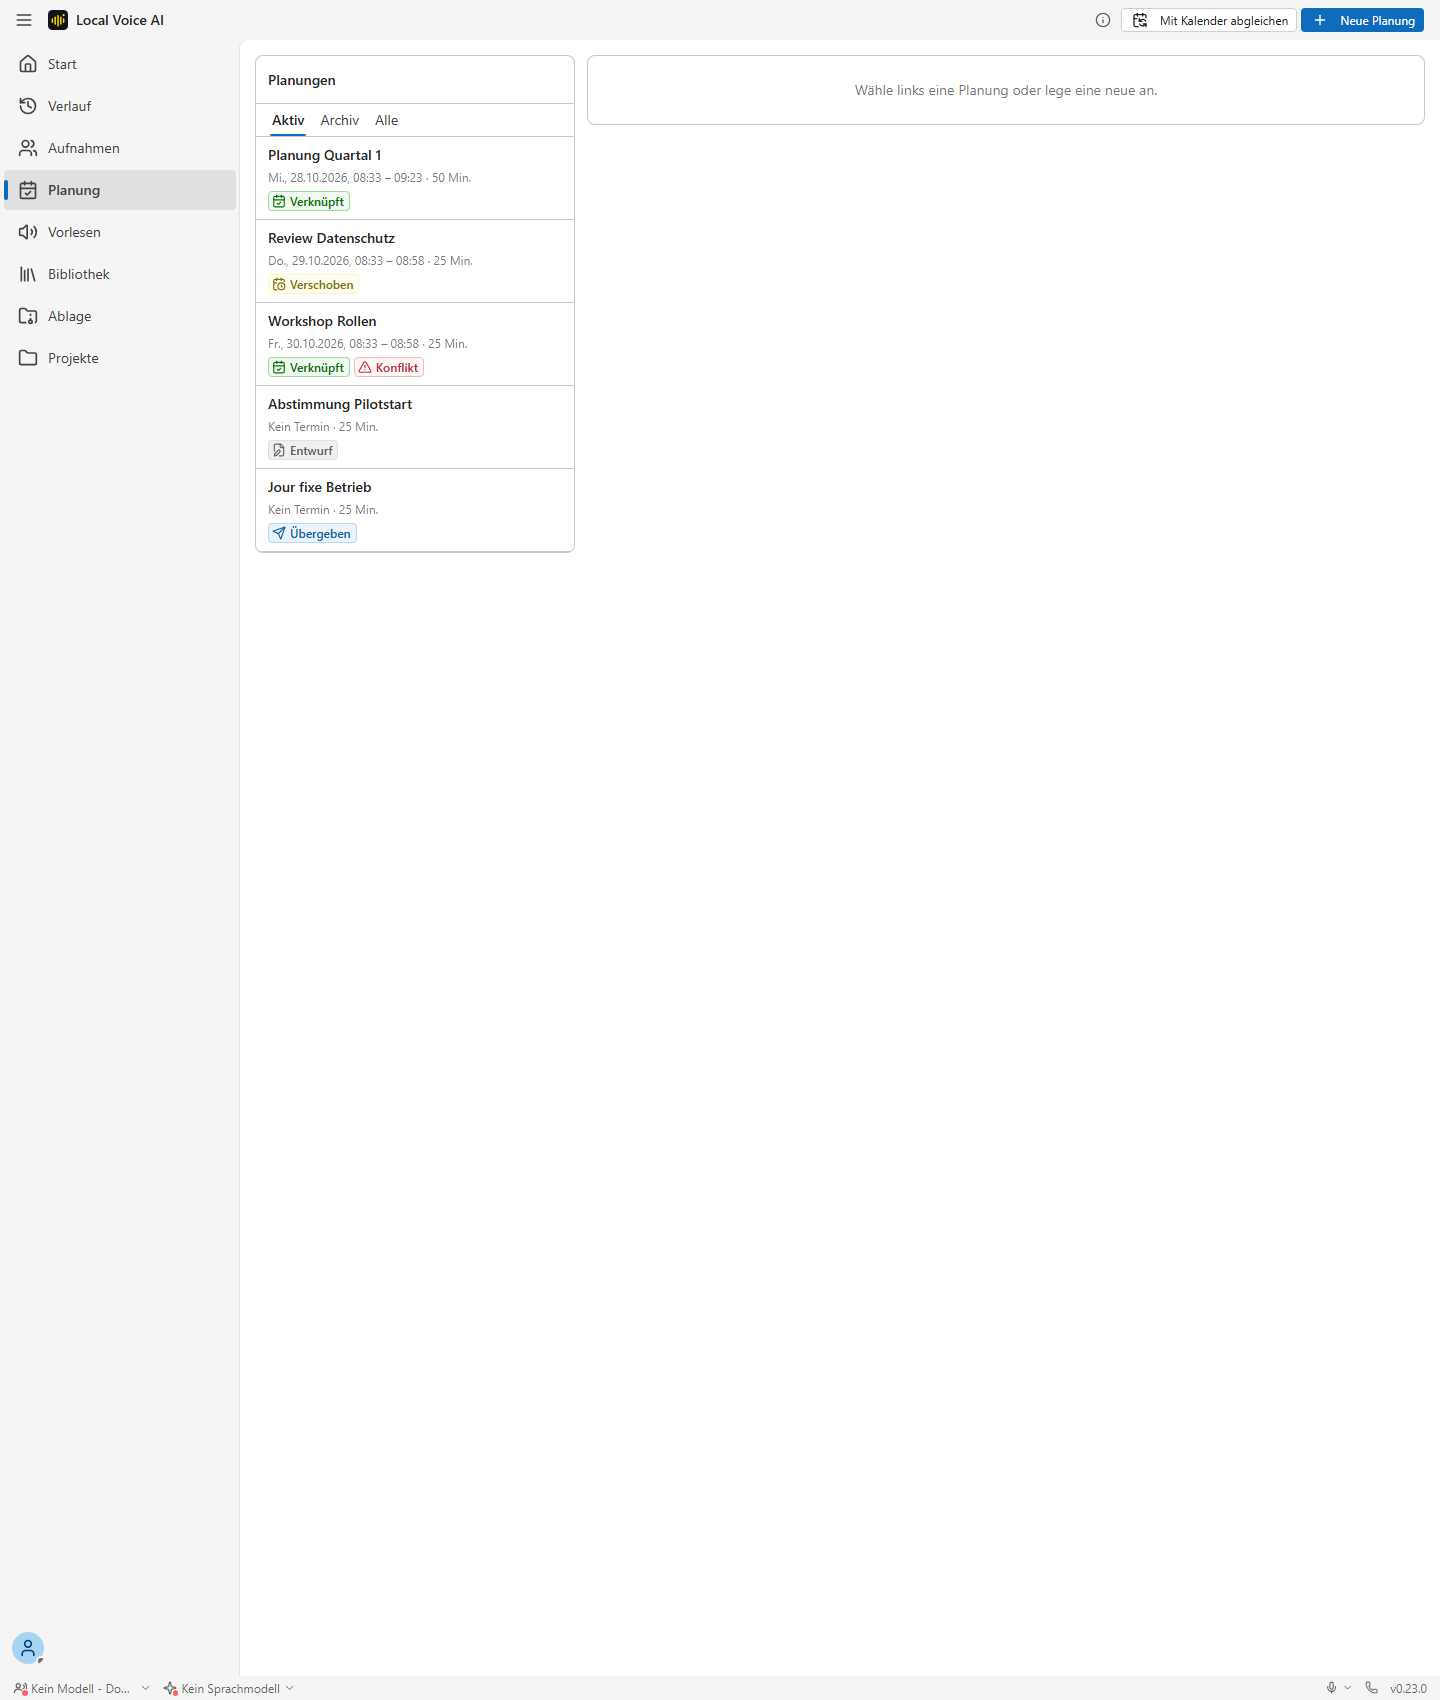 Local Voice AI
Mit Kalender abgleichen
Neue Planung
Start
Verlauf
Aufnahmen
Planung
Vorlesen
Bibliothek
Ablage
Projekte
Planungen
Aktiv Archiv Alle
Planung Quartal 1
Mi., 28.10.2026, 08:33 – 09:23 · 50 Min.
Verknüpft
Review Datenschutz
Do., 29.10.2026, 08:33 – 08:58 · 25 Min.
Verschoben
Workshop Rollen
Fr., 30.10.2026, 08:33 – 08:58 · 25 Min.
Verknüpft Konflikt
Abstimmung Pilotstart
Kein Termin · 25 Min.
Entwurf
Jour fixe Betrieb
Kein Termin · 25 Min.
Übergeben
Wähle links eine Planung oder lege eine neue an.
Kein Modell - Do...
Kein Sprachmodell
v0.23.0